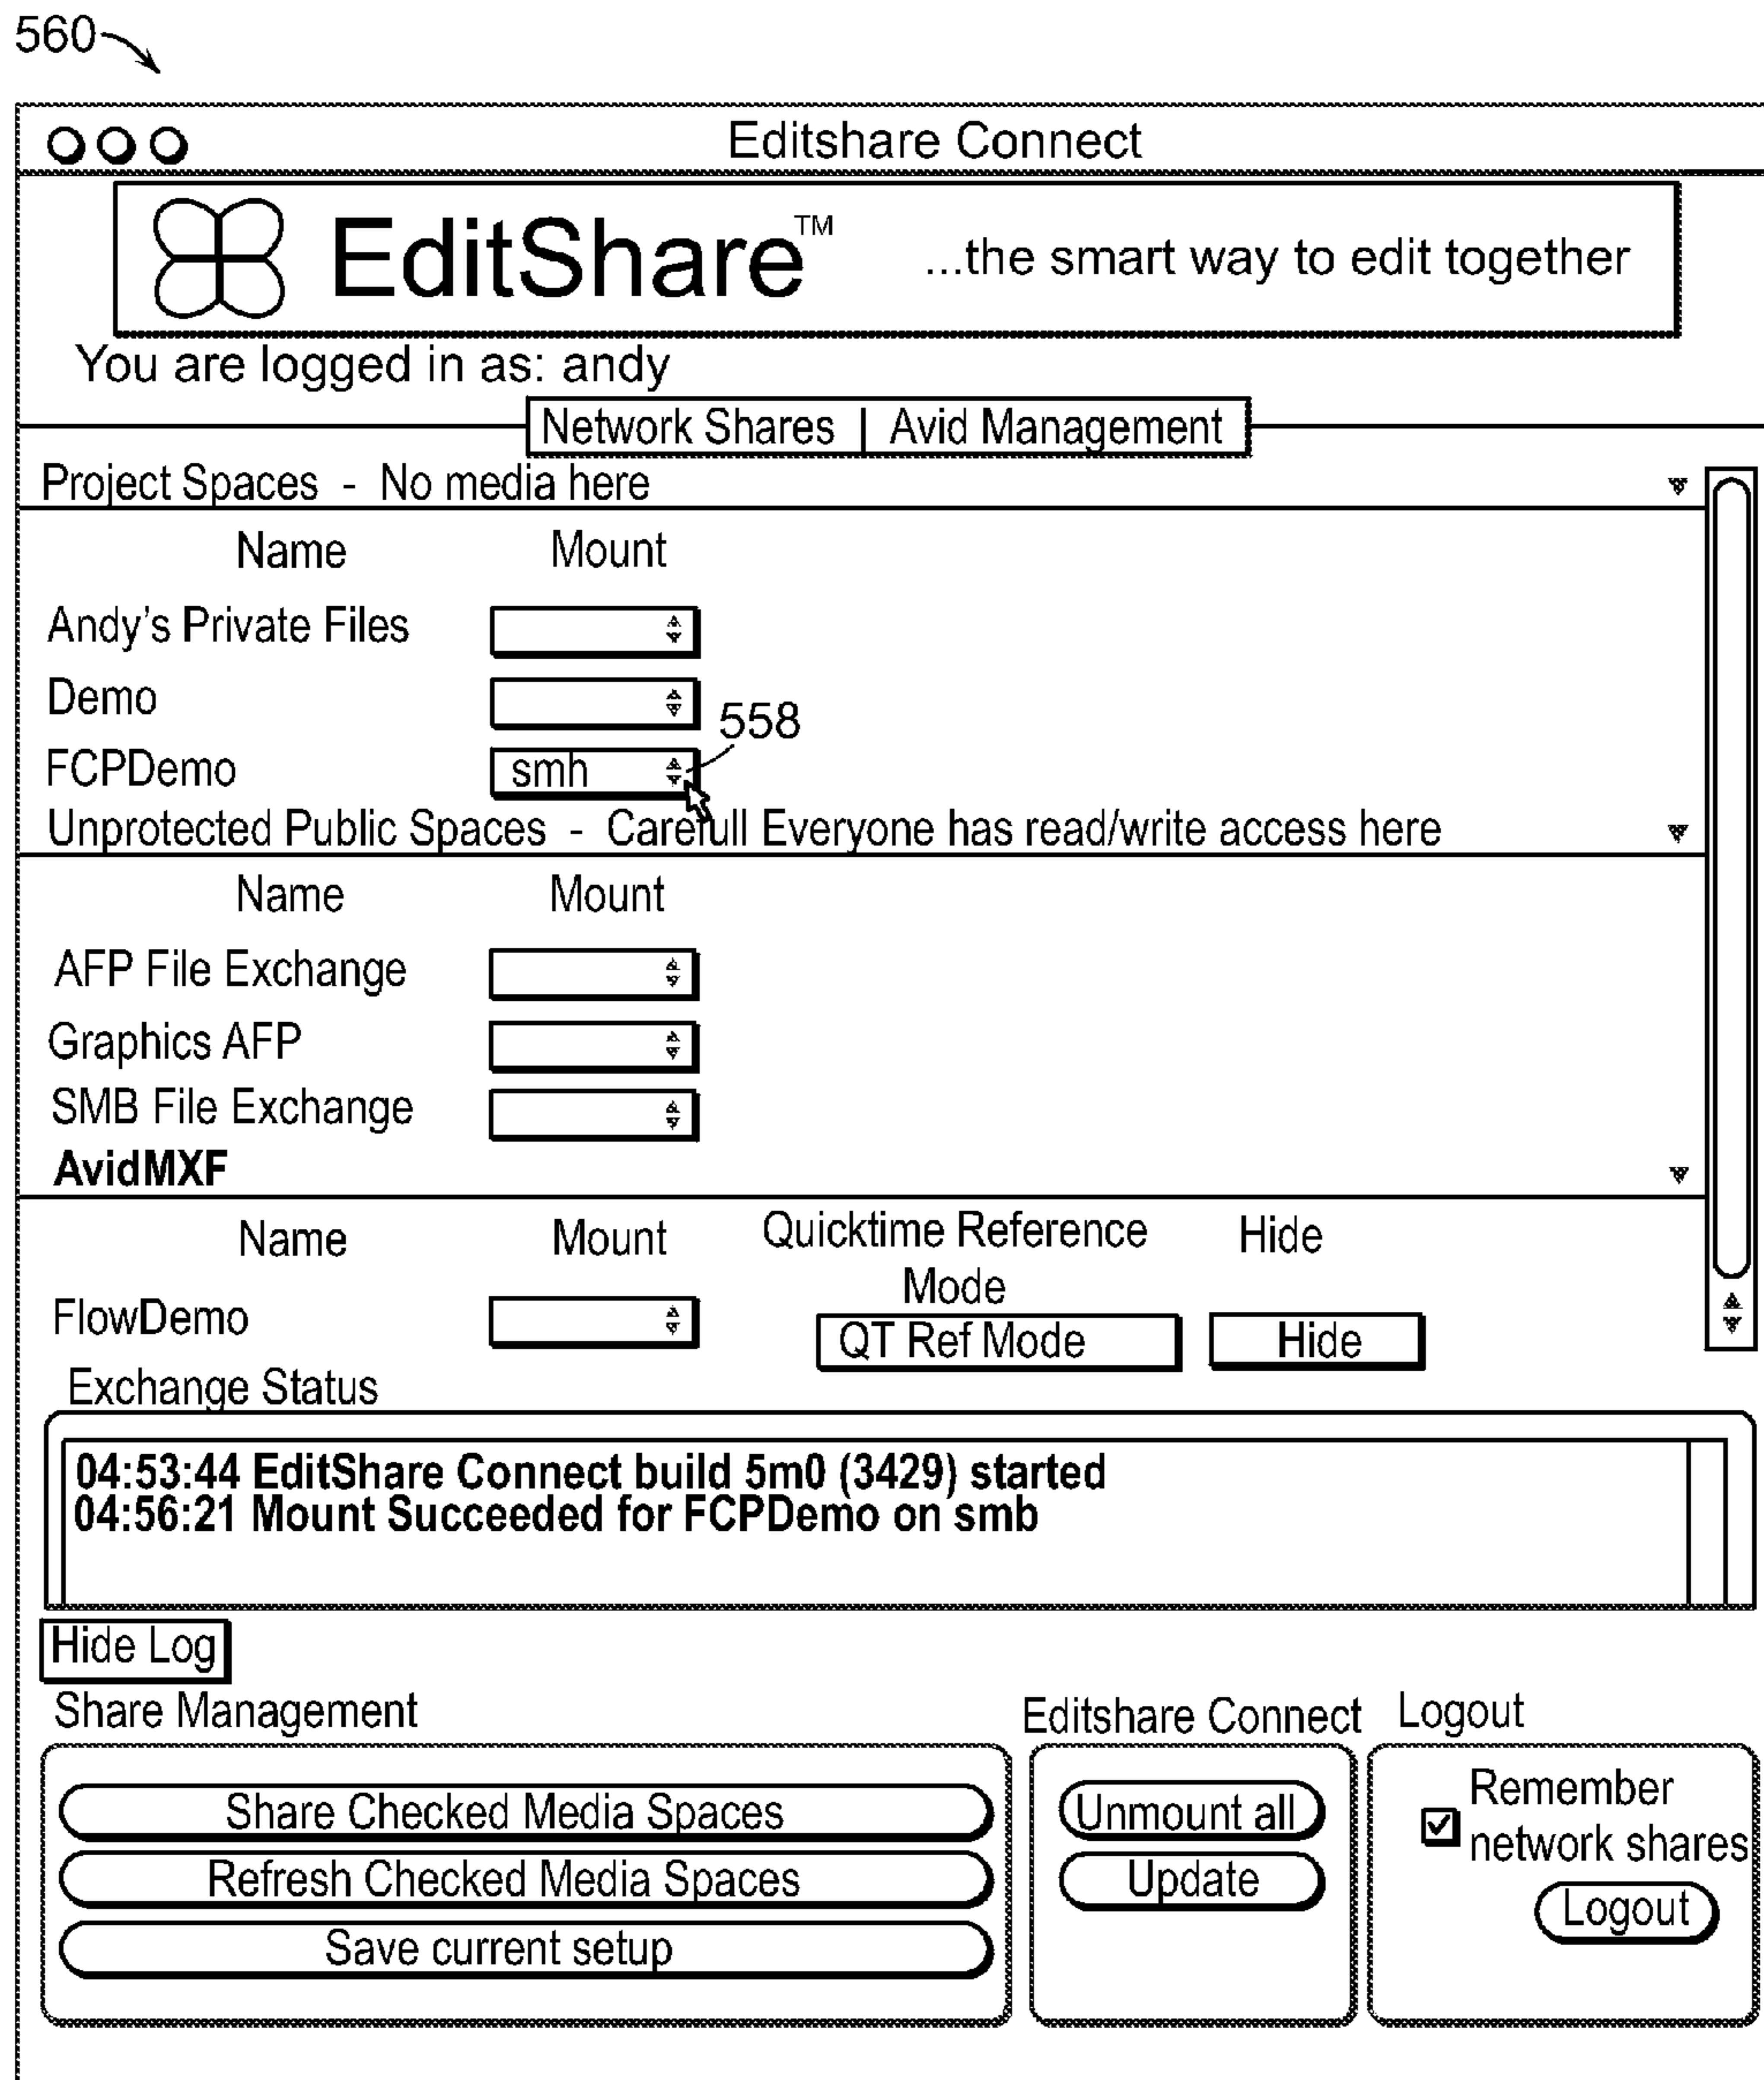 560
Editshare Connect
EditShare™ ...the smart way to edit together
You are logged in as: andy
Network Shares | Avid Management
Project Spaces - No media here
Name Mount
Andy's Private Files
Demo
558
FCPDemo smh
Unprotected Public Spaces - Carefull Everyone has read/write access here
Name Mount
AFP File Exchange
Graphics AFP
SMB File Exchange
AvidMXF
Name Mount Quicktime Reference Hide
Mode
FlowDemo QT Ref Mode Hide
Exchange Status
04:53:44 EditShare Connect build 5m0 (3429) started
04:56:21 Mount Succeeded for FCPDemo on smb
Hide Log
Share Management Editshare Connect Logout
Share Checked Media Spaces Unmount all Remember
network shares
Refresh Checked Media Spaces Update
Logout
Save current setup